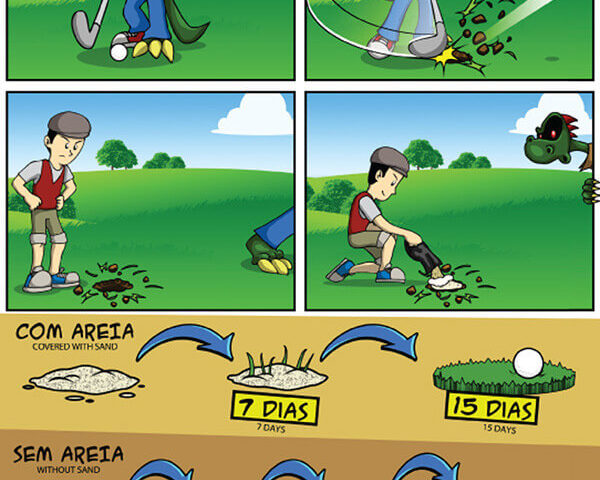 COM AREIA
COVERED WITH SAND
7 DIAS
7 DAYS
15 DIAS
15 DAYS
SEM AREIA
WITHOUT SAND